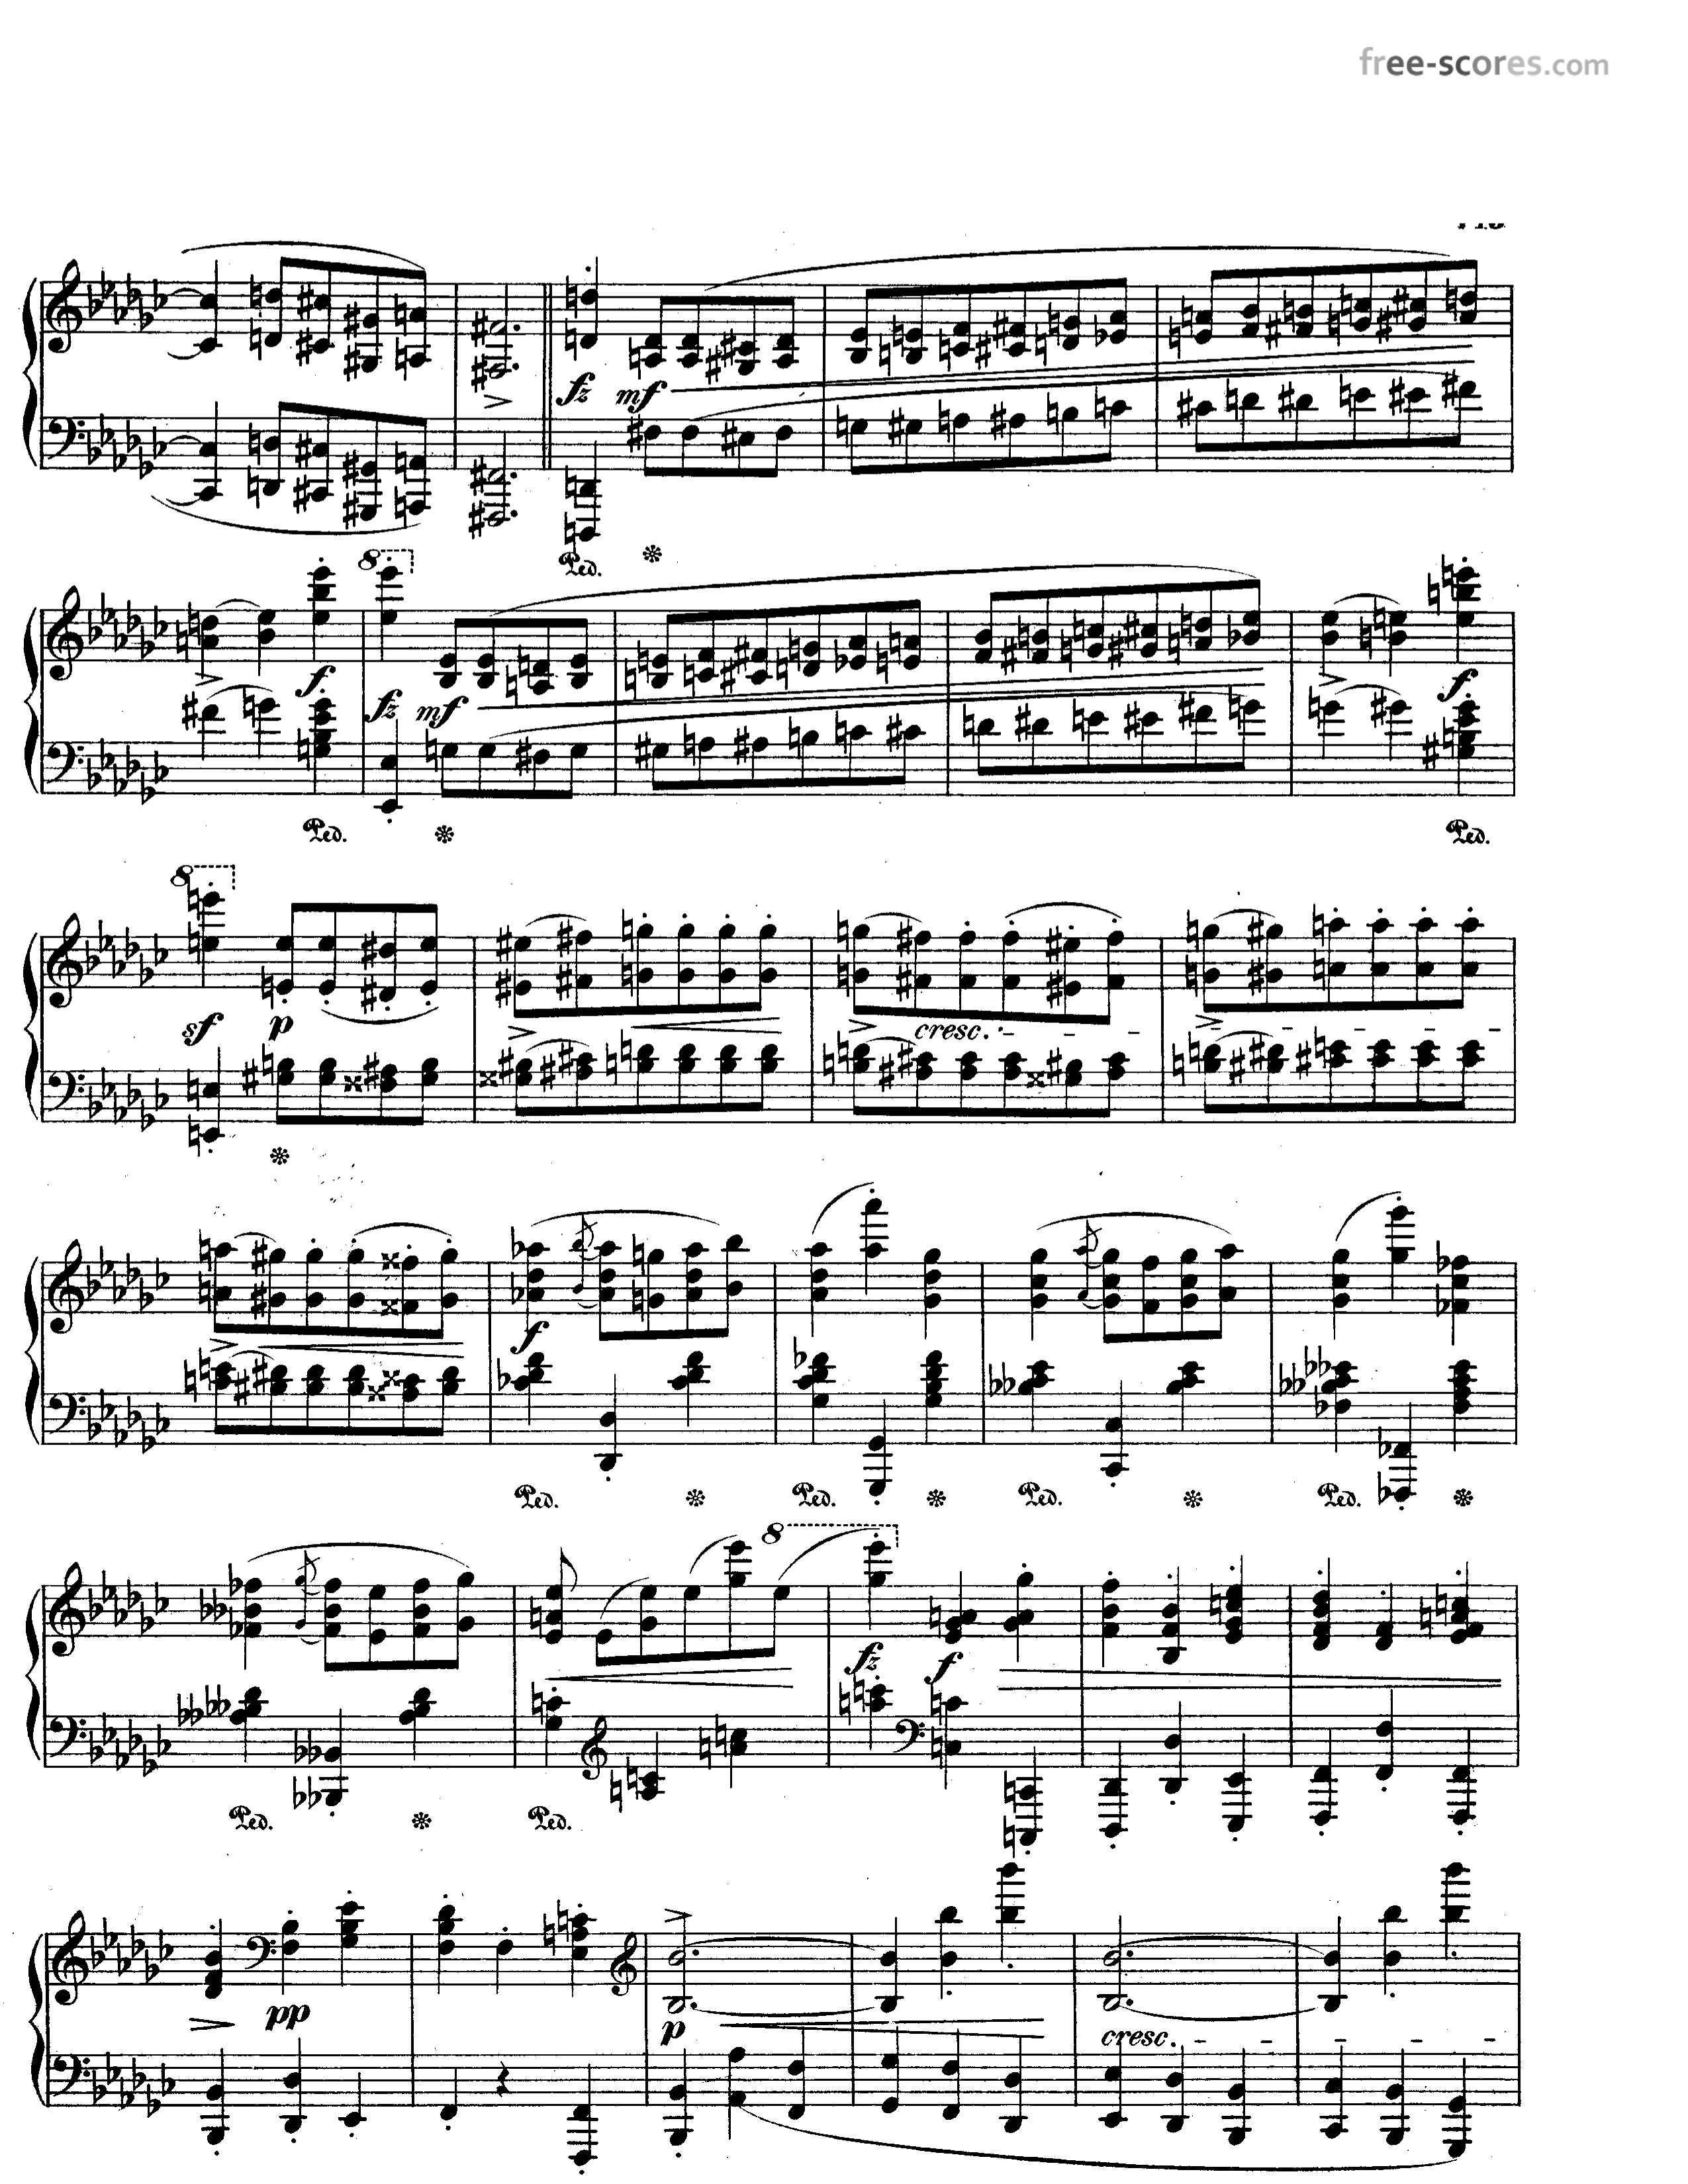 free-scores.com
fz mf
Ped. *
8
f fz mf f
Ped. * Ped.
8
sf p cresc.
*
f
Ped. * Ped. * Ped. * Ped. *
8
fz f
Ped. * Ped.
pp p cresc.